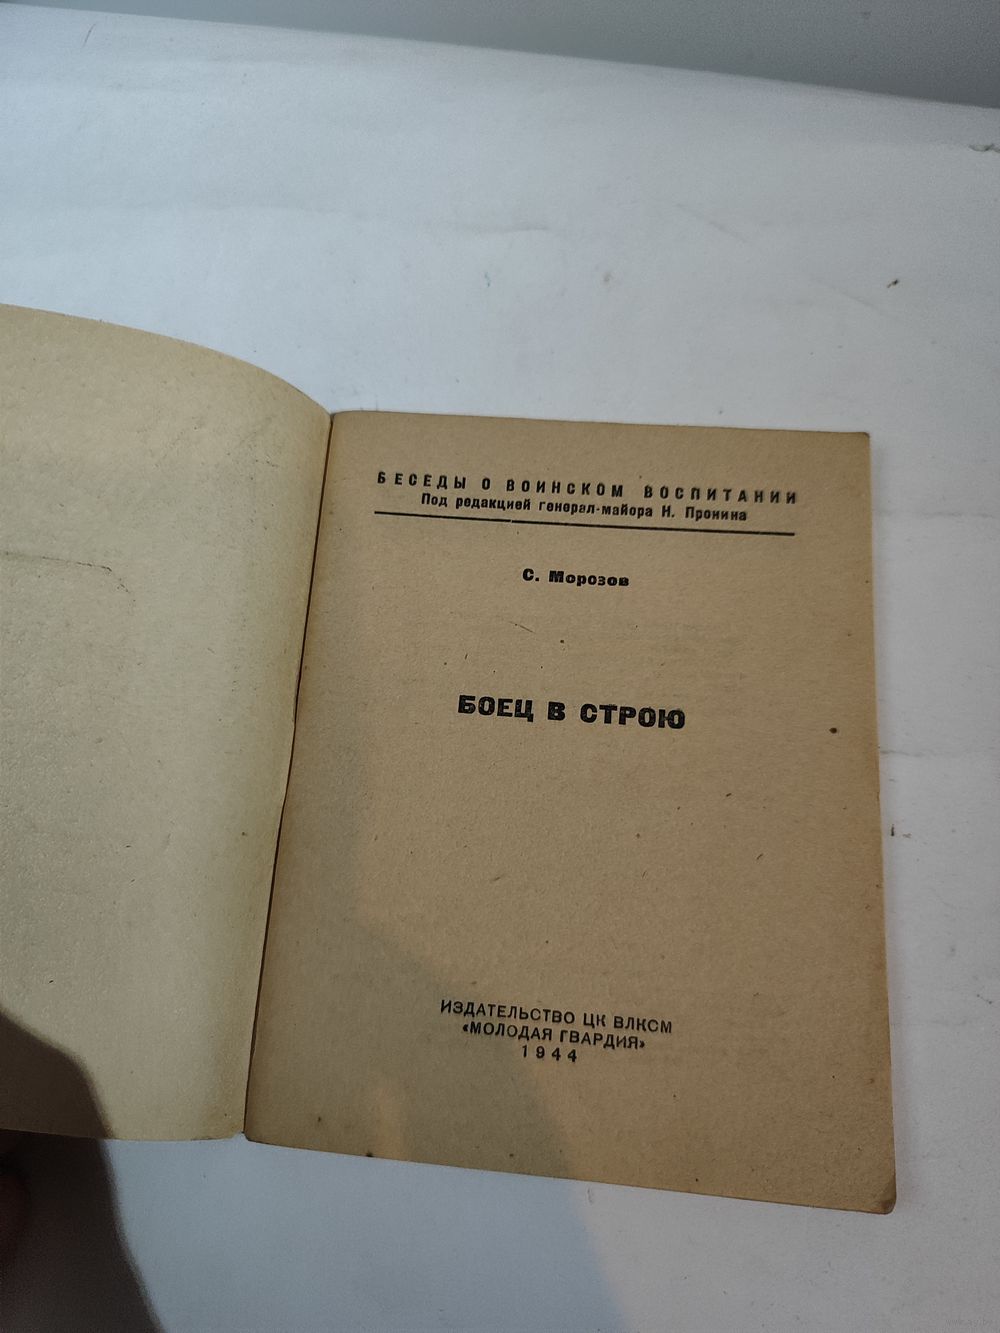 БЕСЕДЫ О ВОИНСКОМ ВОСПИТАНИИ
Под редакцией генерал-майора Н. Пронина
С. Морозов
БОЕЦ В СТРОЮ
ИЗДАТЕЛЬСТВО ЦК ВЛКСМ
«МОЛОДАЯ ГВАРДИЯ»
1944